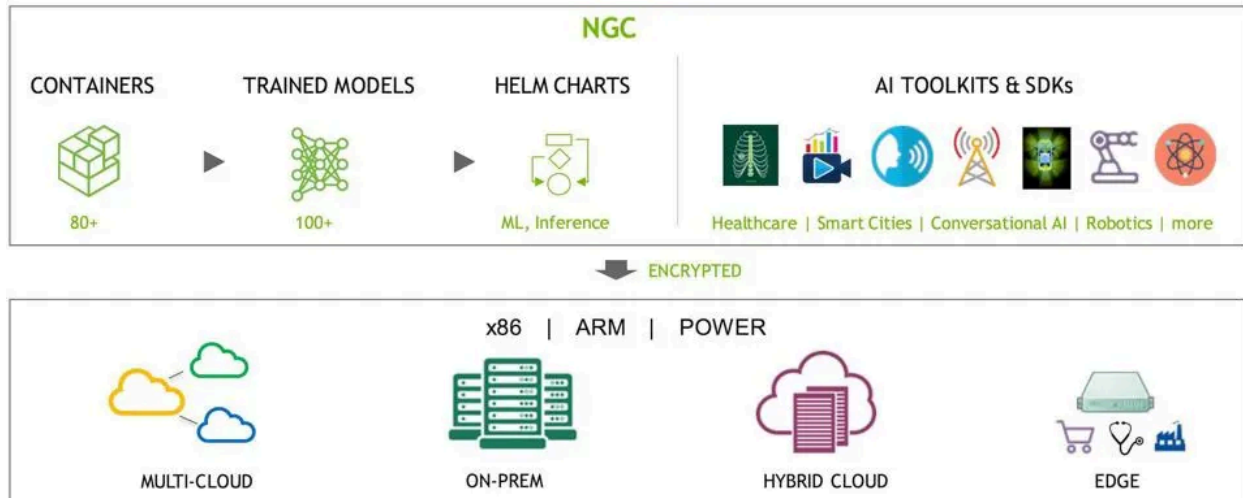 NGC
CONTAINERS
TRAINED MODELS
HELM CHARTS
AI TOOLKITS & SDKs
80+
100+
ML, Inference
Healthcare | Smart Cities | Conversational AI | Robotics | more
ENCRYPTED
x86 | ARM | POWER
MULTI-CLOUD
ON-PREM
HYBRID CLOUD
EDGE